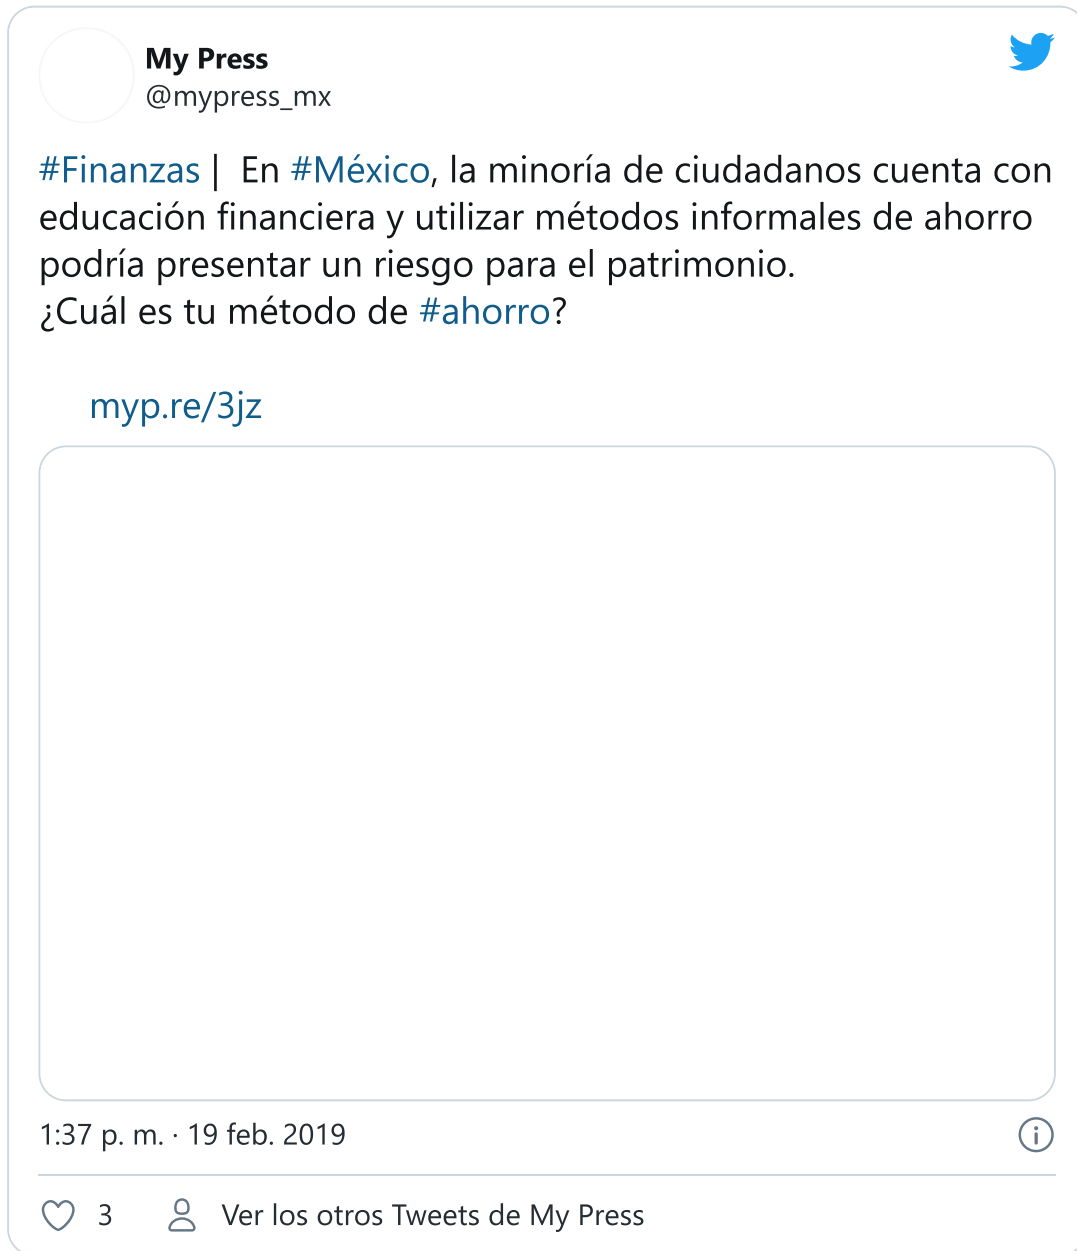 My Press
@mypress_mx
#Finanzas | En #México, la minoría de ciudadanos cuenta con
educación financiera y utilizar métodos informales de ahorro
podría presentar un riesgo para el patrimonio.
¿Cuál es tu método de #ahorro?
myp.re/3jz
1:37 p. m. · 19 feb. 2019
3 Ver los otros Tweets de My Press